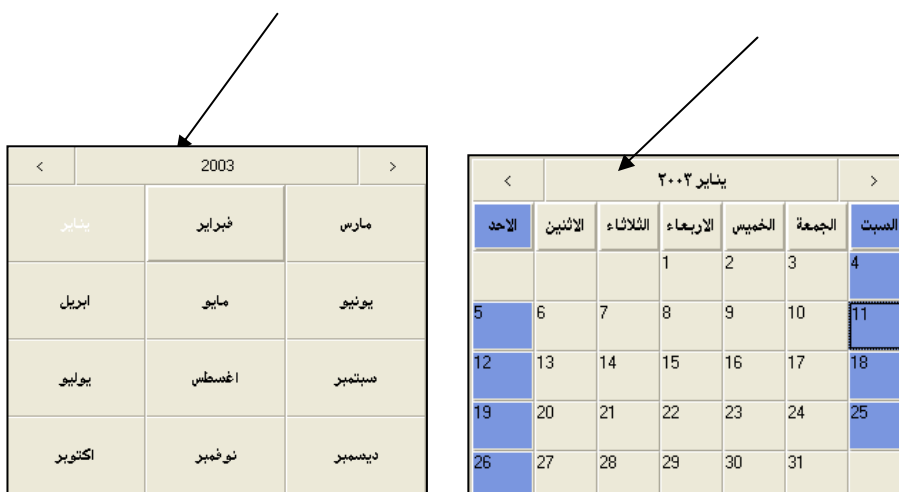 < 2003 >
يناير فبراير مارس
ابريل مايو يونيو
يوليو اغسطس سبتمبر
اكتوبر نوفمبر ديسمبر
< يناير ٢٠٠٣ >
الاحد الاثنين الثلاثاء الاربعاء الخميس الجمعة السبت
1 2 3 4
5 6 7 8 9 10 11
12 13 14 15 16 17 18
19 20 21 22 23 24 25
26 27 28 29 30 31